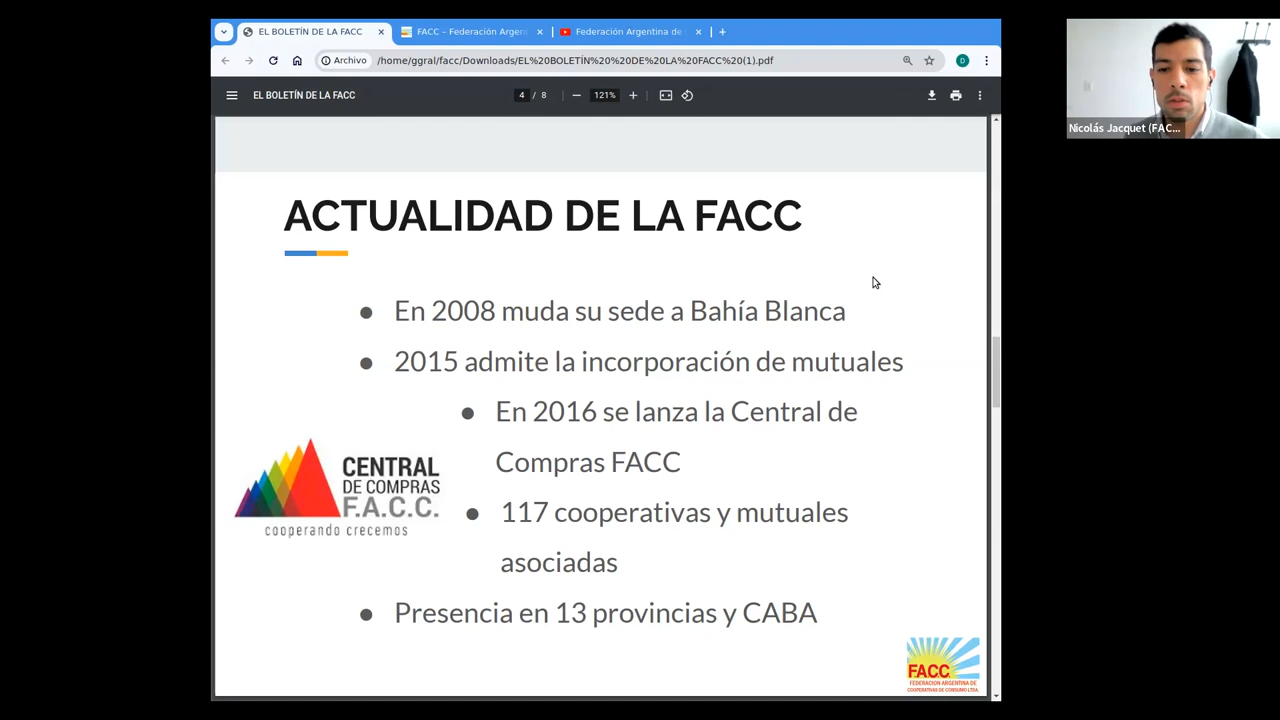 EL BOLETÍN DE LA FACC
FACC – Federación Argen
Federación Argentina de
Archivo
/home/ggral/facc/Downloads/EL%20BOLETÍN%20%20DE%20LA%20FACC%20(1).pdf
D
EL BOLETÍN DE LA FACC
4 / 8
121%
Nicolás Jacquet (FAC...
ACTUALIDAD DE LA FACC
● En 2008 muda su sede a Bahía Blanca
● 2015 admite la incorporación de mutuales
● En 2016 se lanza la Central de
Compras FACC
CENTRAL
DE COMPRAS
F.A.C.C.
cooperando crecemos
● 117 cooperativas y mutuales
asociadas
● Presencia en 13 provincias y CABA
FACC
FEDERACION ARGENTINA DE
COOPERATIVAS DE CONSUMO LTDA.